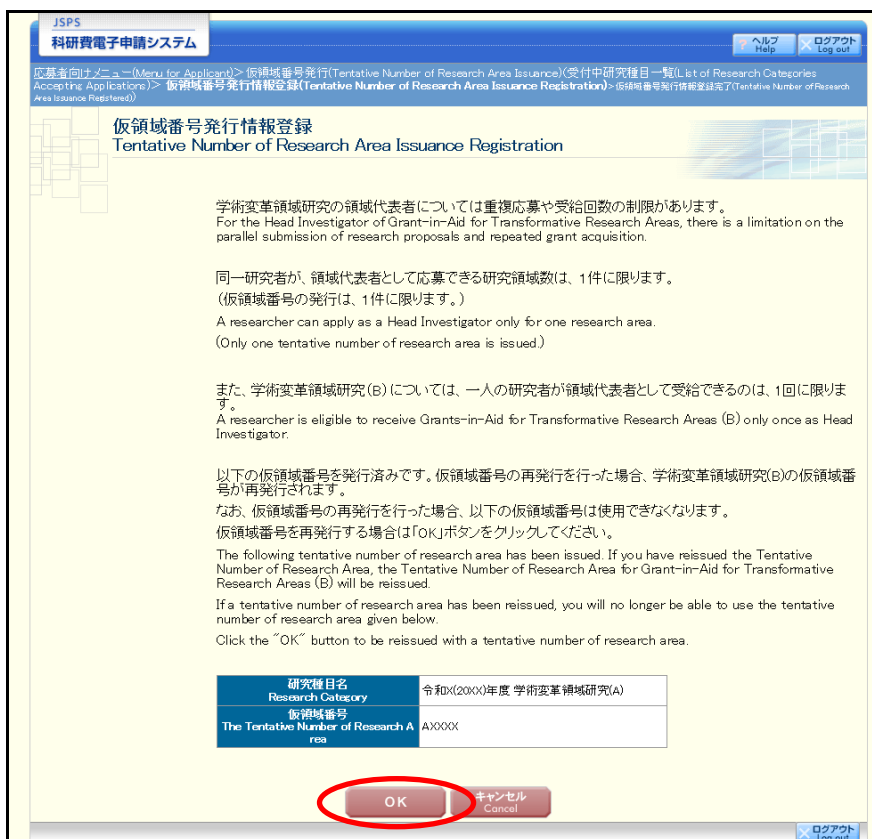 JSPS
科研費電子申請システム
? ヘルプ
Help
ログアウト
Log out
応募者向けメニュー(Menu for Applicant)> 仮領域番号発行(Tentative Number of Research Area Issuance)(受付中研究種目一覧(List of Research Categories
Accepting Applications)> 仮領域番号発行情報登録(Tentative Number of Research Area Issuance Registration)>仮領域番号発行情報登録完了(Tentative Number of Research
Area Issuance Registered))
仮領域番号発行情報登録
Tentative Number of Research Area Issuance Registration
学術変革領域研究の領域代表者については重複応募や受給回数の制限があります。
For the Head Investigator of Grant-in-Aid for Transformative Research Areas, there is a limitation on the
parallel submission of research proposals and repeated grant acquisition.
同一研究者が、領域代表者として応募できる研究領域数は、1件に限ります。
(仮領域番号の発行は、1件に限ります。)
A researcher can apply as a Head Investigator only for one research area.
(Only one tentative number of research area is issued.)
また、学術変革領域研究(B)については、一人の研究者が領域代表者として受給できるのは、1回に限りま
す。
A researcher is eligible to receive Grants-in-Aid for Transformative Research Areas (B) only once as Head
Investigator.
以下の仮領域番号を発行済みです。仮領域番号の再発行を行った場合、学術変革領域研究(B)の仮領域番
号が再発行されます。
なお、仮領域番号の再発行を行った場合、以下の仮領域番号は使用できなくなります。
仮領域番号を再発行する場合は「OK」ボタンをクリックしてください。
The following tentative number of research area has been issued. If you have reissued the Tentative
Number of Research Area, the Tentative Number of Research Area for Grant-in-Aid for Transformative
Research Areas (B) will be reissued.
If a tentative number of research area has been reissued, you will no longer be able to use the tentative
number of research area given below.
Click the "OK" button to be reissued with a tentative number of research area.
研究種目名
Research Category
令和X(20XX)年度 学術変革領域研究(A)
仮領域番号
The Tentative Number of Research A
rea
AXXXX
OK
キャンセル
Cancel
ログアウト
Log out